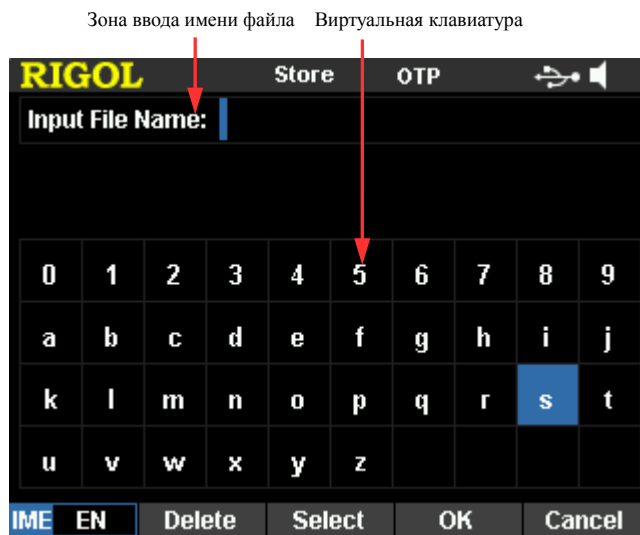 Зона ввода имени файла Виртуальная клавиатура
RIGOL Store OTP
Input File Name:
0 1 2 3 4 5 6 7 8 9
a b c d e f g h i j
k l m n o p q r s t
u v w x y z
IME EN Delete Select OK Cancel